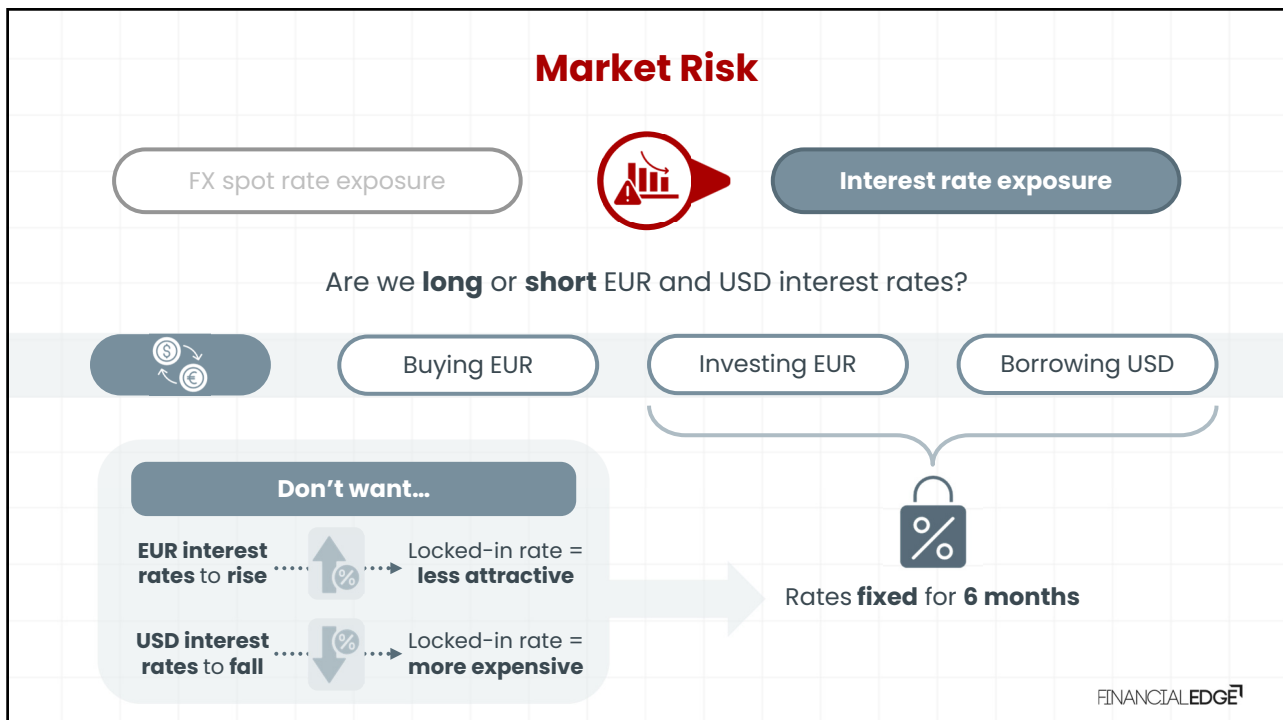 Market Risk
FX spot rate exposure
Interest rate exposure
Are we long or short EUR and USD interest rates?
$
€
Buying EUR
Investing EUR
Borrowing USD
Don’t want…
EUR interest
rates to rise
%
Locked-in rate =
less attractive
USD interest
rates to fall
%
Locked-in rate =
more expensive
%
Rates fixed for 6 months
FINANCIALEDGE